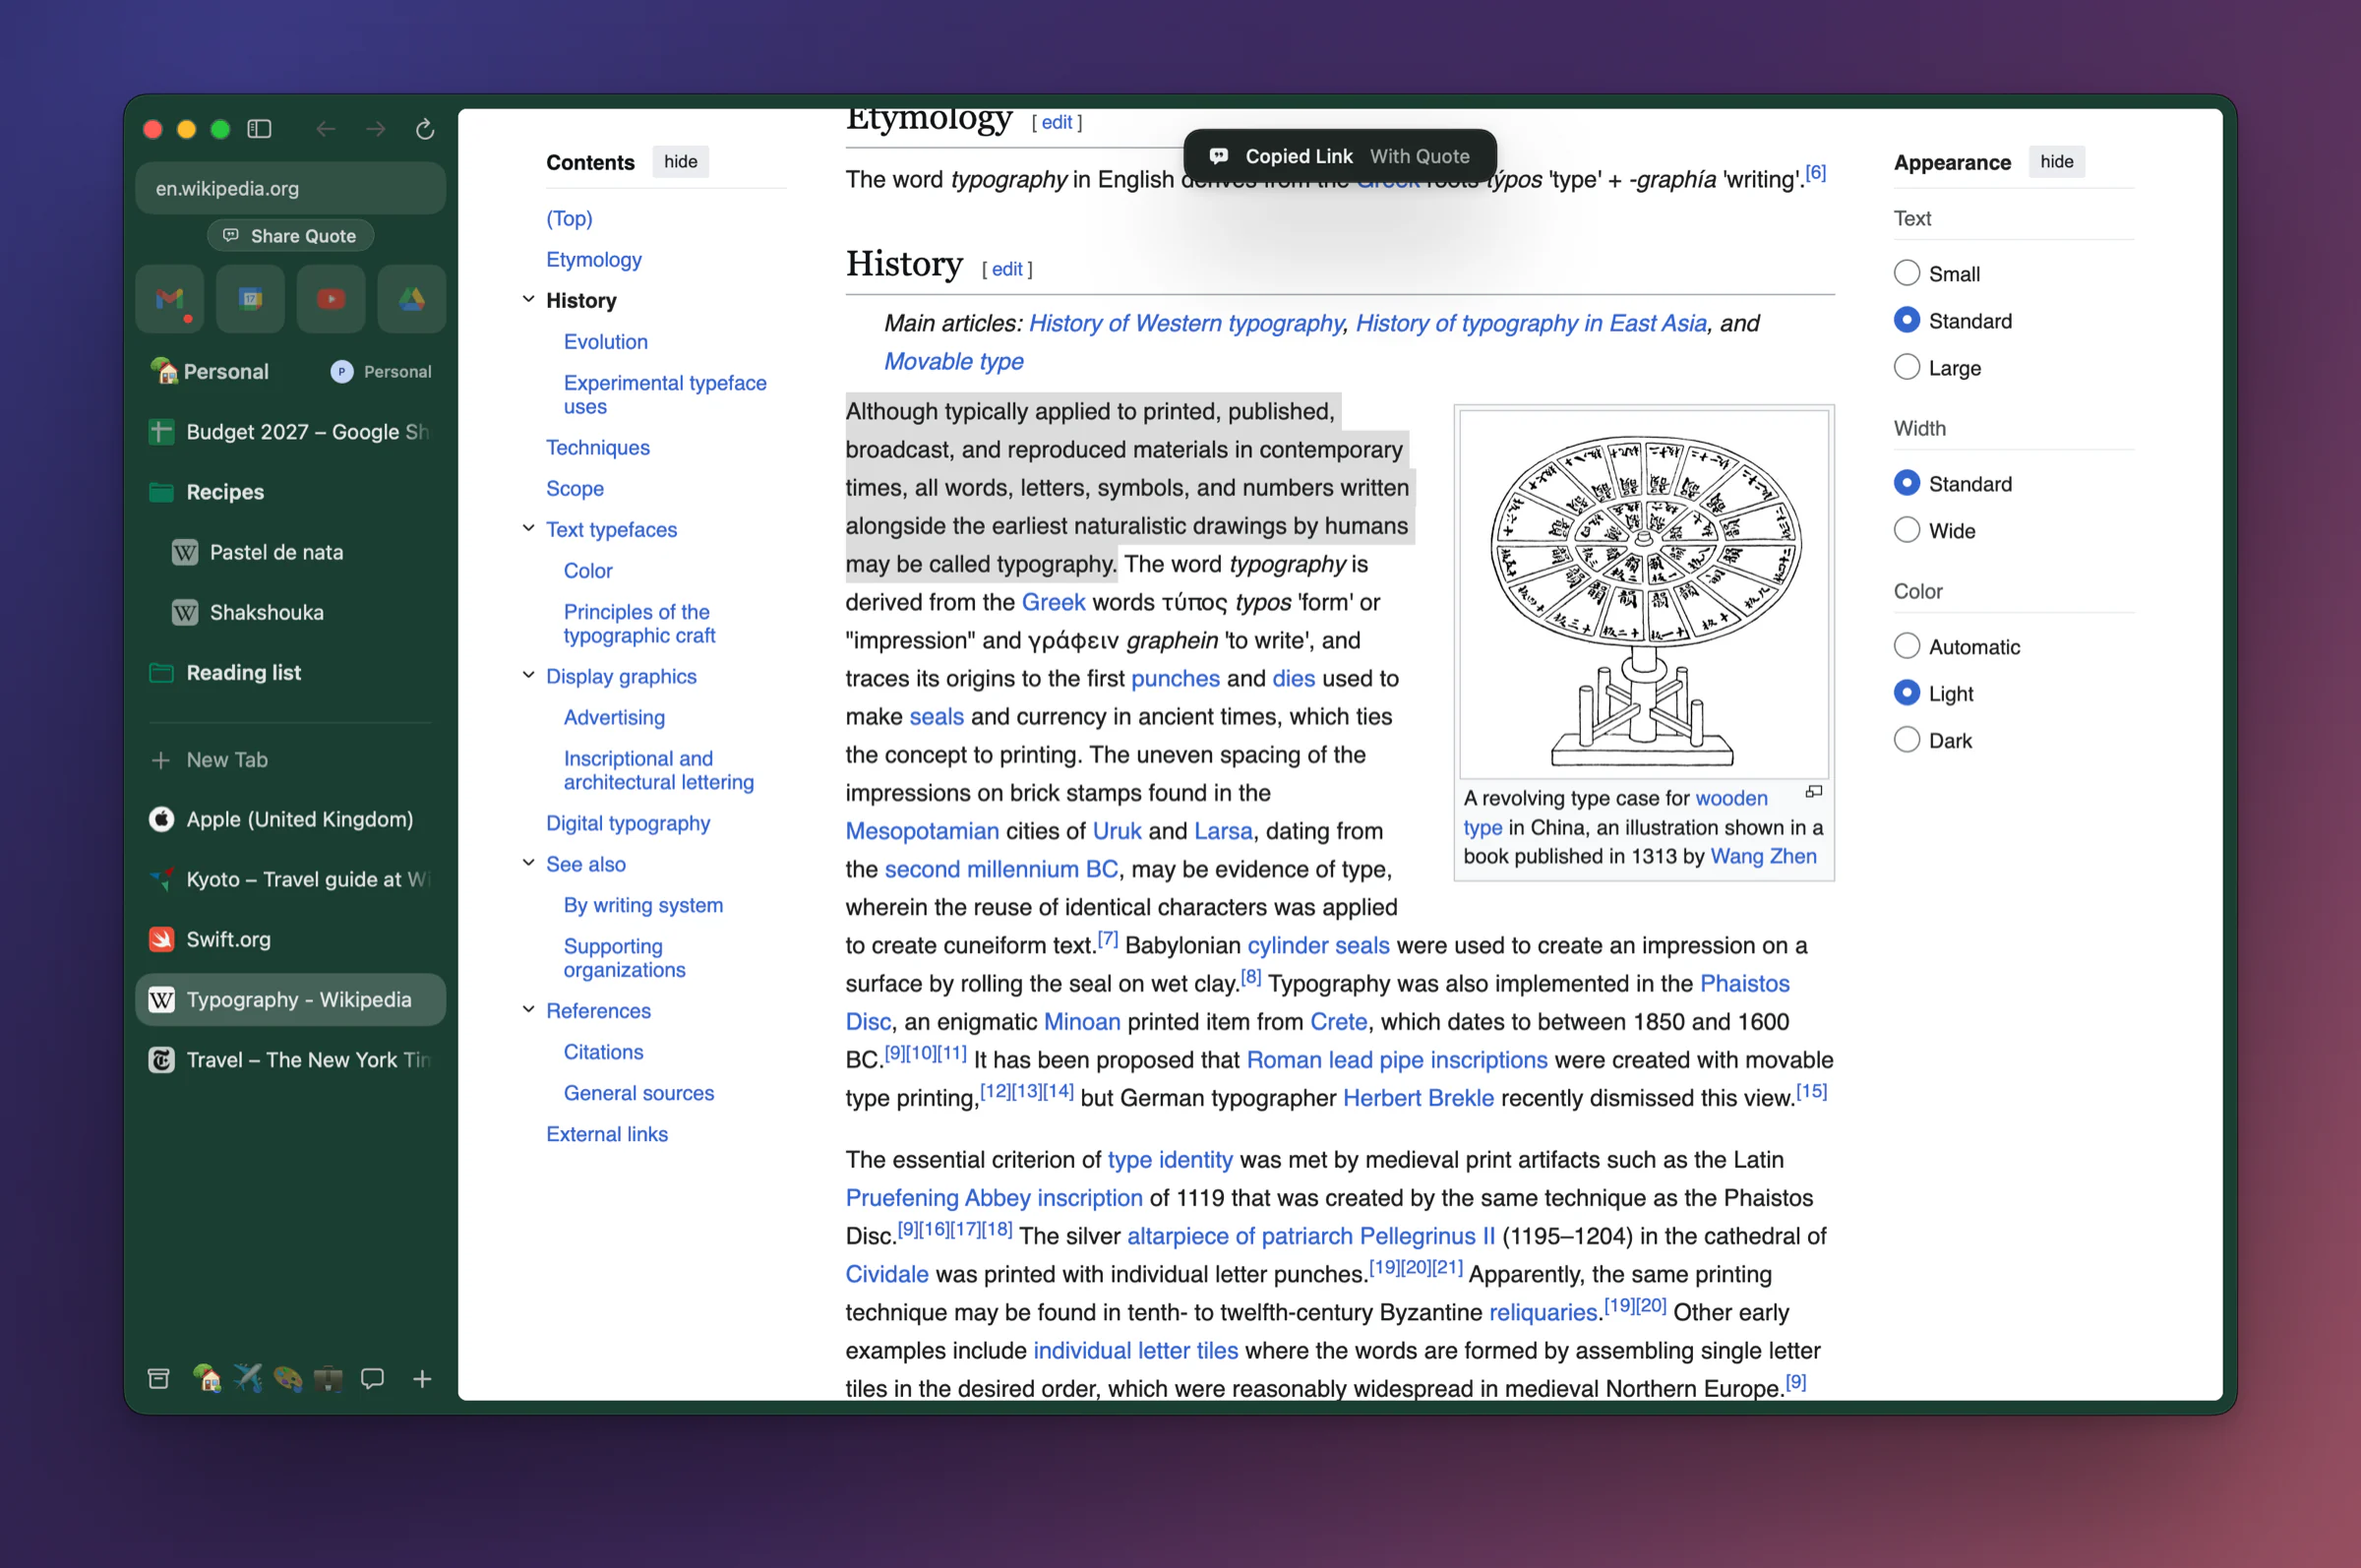 en.wikipedia.org
Share Quote
17
Personal
P Personal
Budget 2027 – Google Sh
Recipes
W Pastel de nata
W Shakshouka
Reading list
New Tab
Apple (United Kingdom)
Kyoto – Travel guide at Wi
Swift.org
W Typography - Wikipedia
Travel – The New York Tim
Contents hide
(Top)
Etymology
History
Evolution
Experimental typeface
uses
Techniques
Scope
Text typefaces
Color
Principles of the
typographic craft
Display graphics
Advertising
Inscriptional and
architectural lettering
Digital typography
See also
By writing system
Supporting
organizations
References
Citations
General sources
External links
Copied Link With Quote
Etymology [ edit ]
The word typography in English derives from the Greek roots týpos 'type' + -graphía 'writing'.[6]
History [ edit ]
Main articles: History of Western typography, History of typography in East Asia, and
Movable type
Although typically applied to printed, published,
broadcast, and reproduced materials in contemporary
times, all words, letters, symbols, and numbers written
alongside the earliest naturalistic drawings by humans
may be called typography. The word typography is
derived from the Greek words τύπος typos 'form' or
"impression" and γράφειν graphein 'to write', and
traces its origins to the first punches and dies used to
make seals and currency in ancient times, which ties
the concept to printing. The uneven spacing of the
impressions on brick stamps found in the
Mesopotamian cities of Uruk and Larsa, dating from
the second millennium BC, may be evidence of type,
wherein the reuse of identical characters was applied
to create cuneiform text.[7] Babylonian cylinder seals were used to create an impression on a
surface by rolling the seal on wet clay.[8] Typography was also implemented in the Phaistos
Disc, an enigmatic Minoan printed item from Crete, which dates to between 1850 and 1600
BC.[9][10][11] It has been proposed that Roman lead pipe inscriptions were created with movable
type printing,[12][13][14] but German typographer Herbert Brekle recently dismissed this view.[15]
The essential criterion of type identity was met by medieval print artifacts such as the Latin
Pruefening Abbey inscription of 1119 that was created by the same technique as the Phaistos
Disc.[9][16][17][18] The silver altarpiece of patriarch Pellegrinus II (1195–1204) in the cathedral of
Cividale was printed with individual letter punches.[19][20][21] Apparently, the same printing
technique may be found in tenth- to twelfth-century Byzantine reliquaries.[19][20] Other early
examples include individual letter tiles where the words are formed by assembling single letter
tiles in the desired order, which were reasonably widespread in medieval Northern Europe.[9]
A revolving type case for wooden
type in China, an illustration shown in a
book published in 1313 by Wang Zhen
Appearance hide
Text
Small
Standard
Large
Width
Standard
Wide
Color
Automatic
Light
Dark